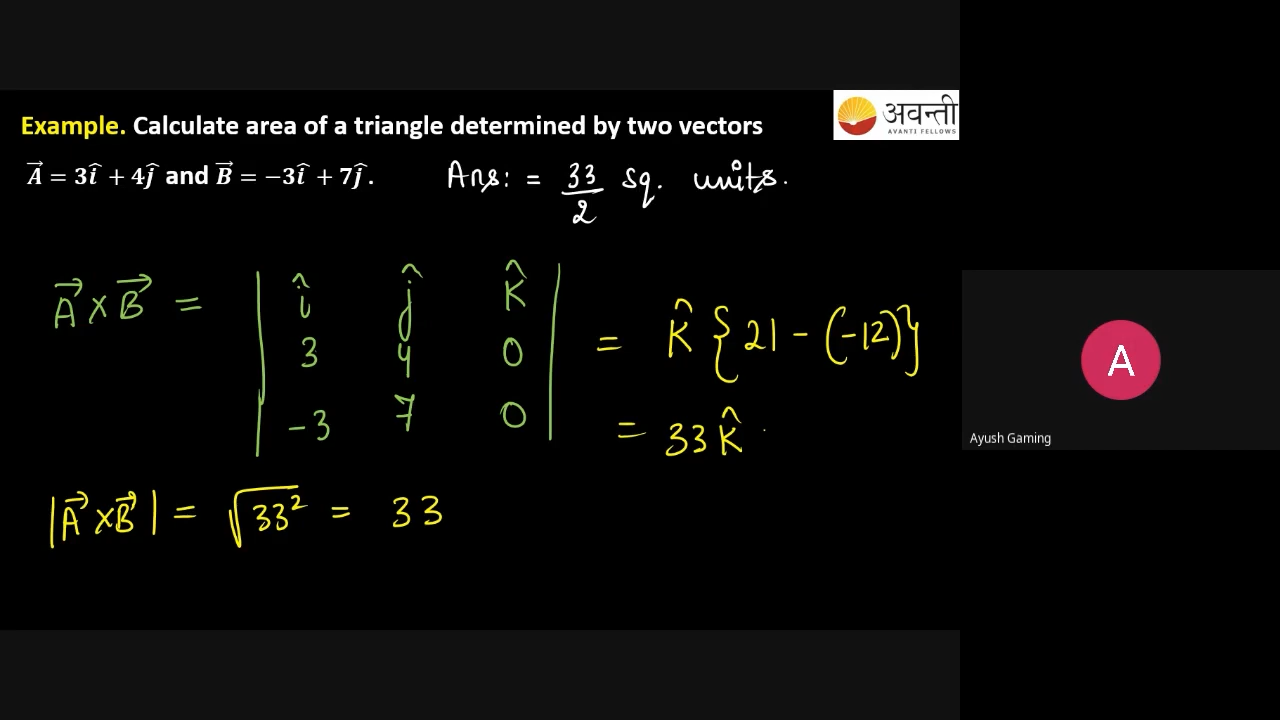 Example. Calculate area of a triangle determined by two vectors
अवन्ती
AVANTI FELLOWS
A⃗ = 3î + 4ĵ and B⃗ = −3î + 7ĵ.
Ans: = 33/2 sq. units.
A⃗ × B⃗ = | î ĵ K̂ |
| 3 4 0 |
| -3 7 0 |
= K̂ {21 - (-12)}
= 33 K̂
|A⃗ × B⃗| = √33² = 33
A
Ayush Gaming